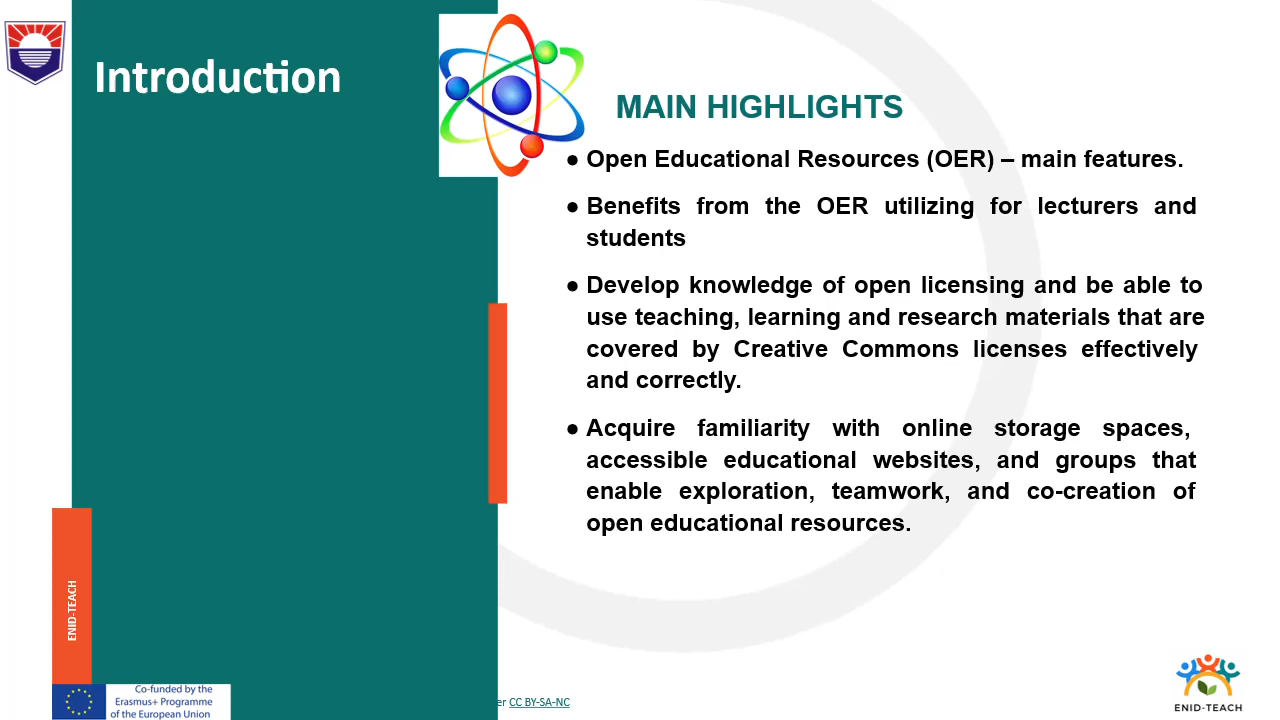 Introduction
MAIN HIGHLIGHTS
● Open Educational Resources (OER) – main features.
● Benefits from the OER utilizing for lecturers and
students
● Develop knowledge of open licensing and be able to
use teaching, learning and research materials that are
covered by Creative Commons licenses effectively
and correctly.
● Acquire familiarity with online storage spaces,
accessible educational websites, and groups that
enable exploration, teamwork, and co-creation of
open educational resources.
ENID-TEACH
Co-funded by the
Erasmus+ Programme
of the European Union
CC BY-SA-NC
ENID-TEACH